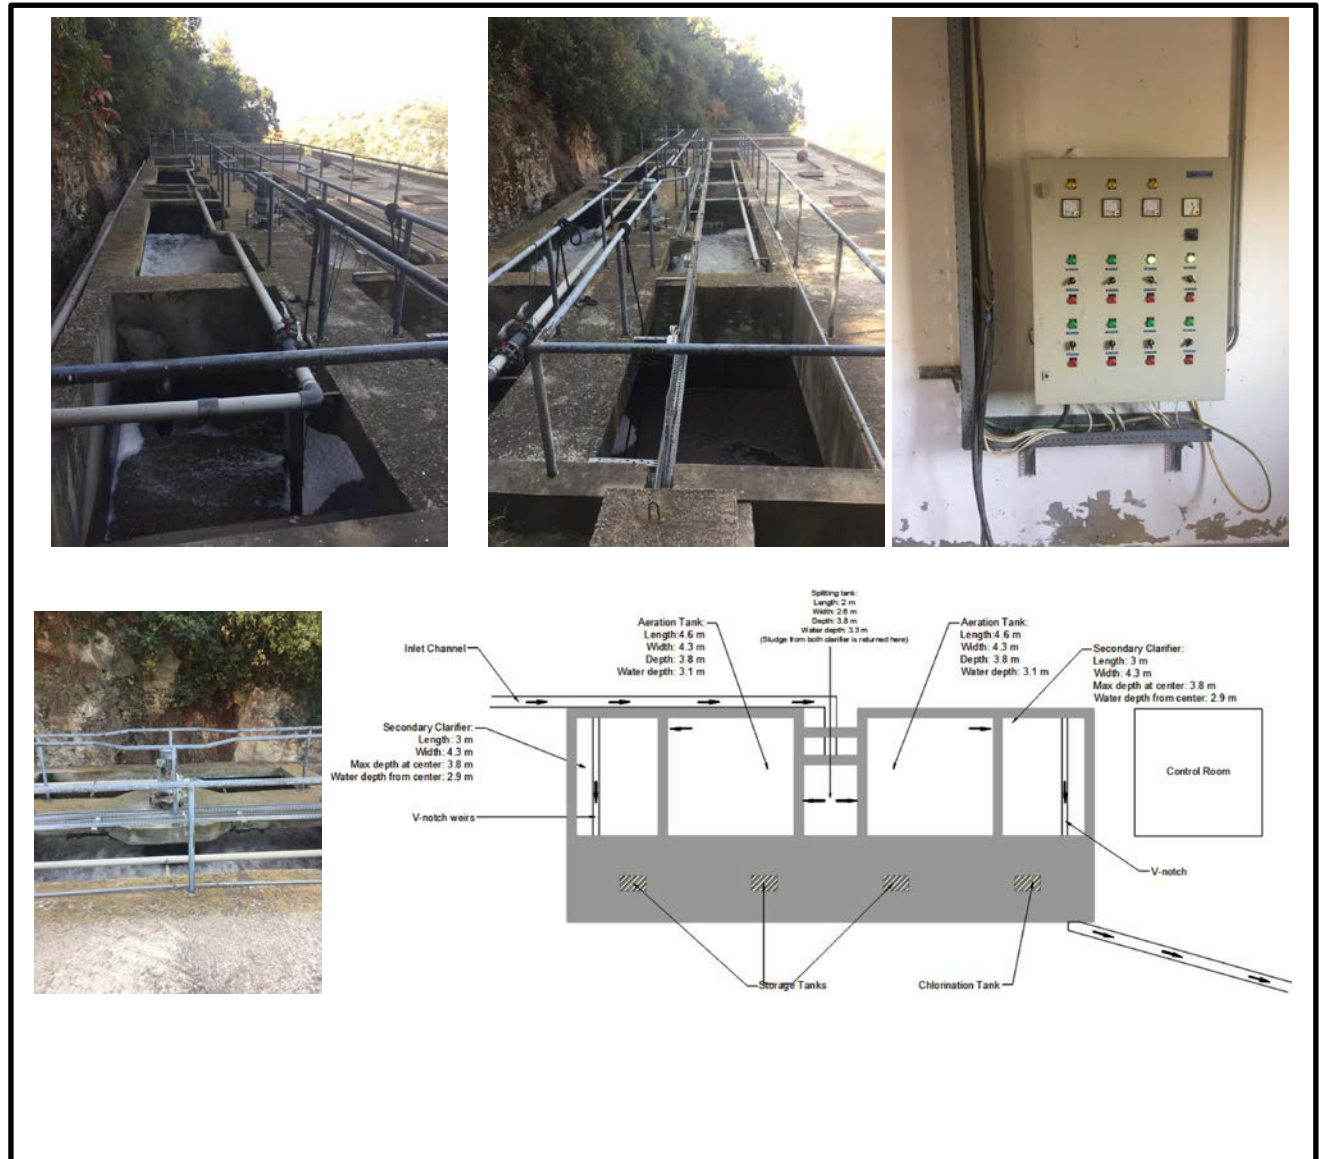 Splitting tank:
Length: 2 m
Width: 2.6 m
Depth: 3.8 m
Water depth: 3.3 m
(Sludge from both clarifier is returned here)
Aeration Tank:
Length:4.6 m
Width: 4.3 m
Depth: 3.8 m
Water depth: 3.1 m
Aeration Tank:
Length:4.6 m
Width: 4.3 m
Depth: 3.8 m
Water depth: 3.1 m
Inlet Channel
Secondary Clarifier:
Length: 3 m
Width: 4.3 m
Max depth at center: 3.8 m
Water depth from center: 2.9 m
Secondary Clarifier:
Length: 3 m
Width: 4.3 m
Max depth at center: 3.8 m
Water depth from center: 2.9 m
Control Room
V-notch weirs
V-notch
Storage Tanks
Chlorination Tank